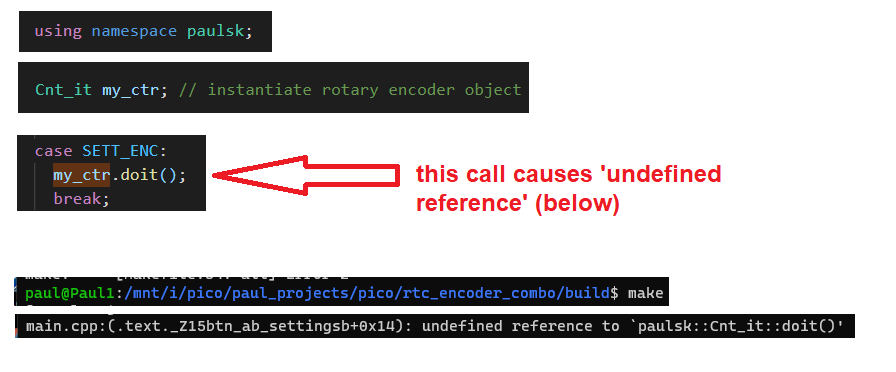 using namespace paulsk;
Cnt_it my_ctr; // instantiate rotary encoder object
case SETT_ENC:
my_ctr.doit();
break;
this call causes 'undefined
reference' (below)
paul@Paul1:/mnt/i/pico/paul_projects/pico/rtc_encoder_combo/build$ make
main.cpp:(.text._Z15btn_ab_settingsb+0x14): undefined reference to `paulsk::Cnt_it::doit()'